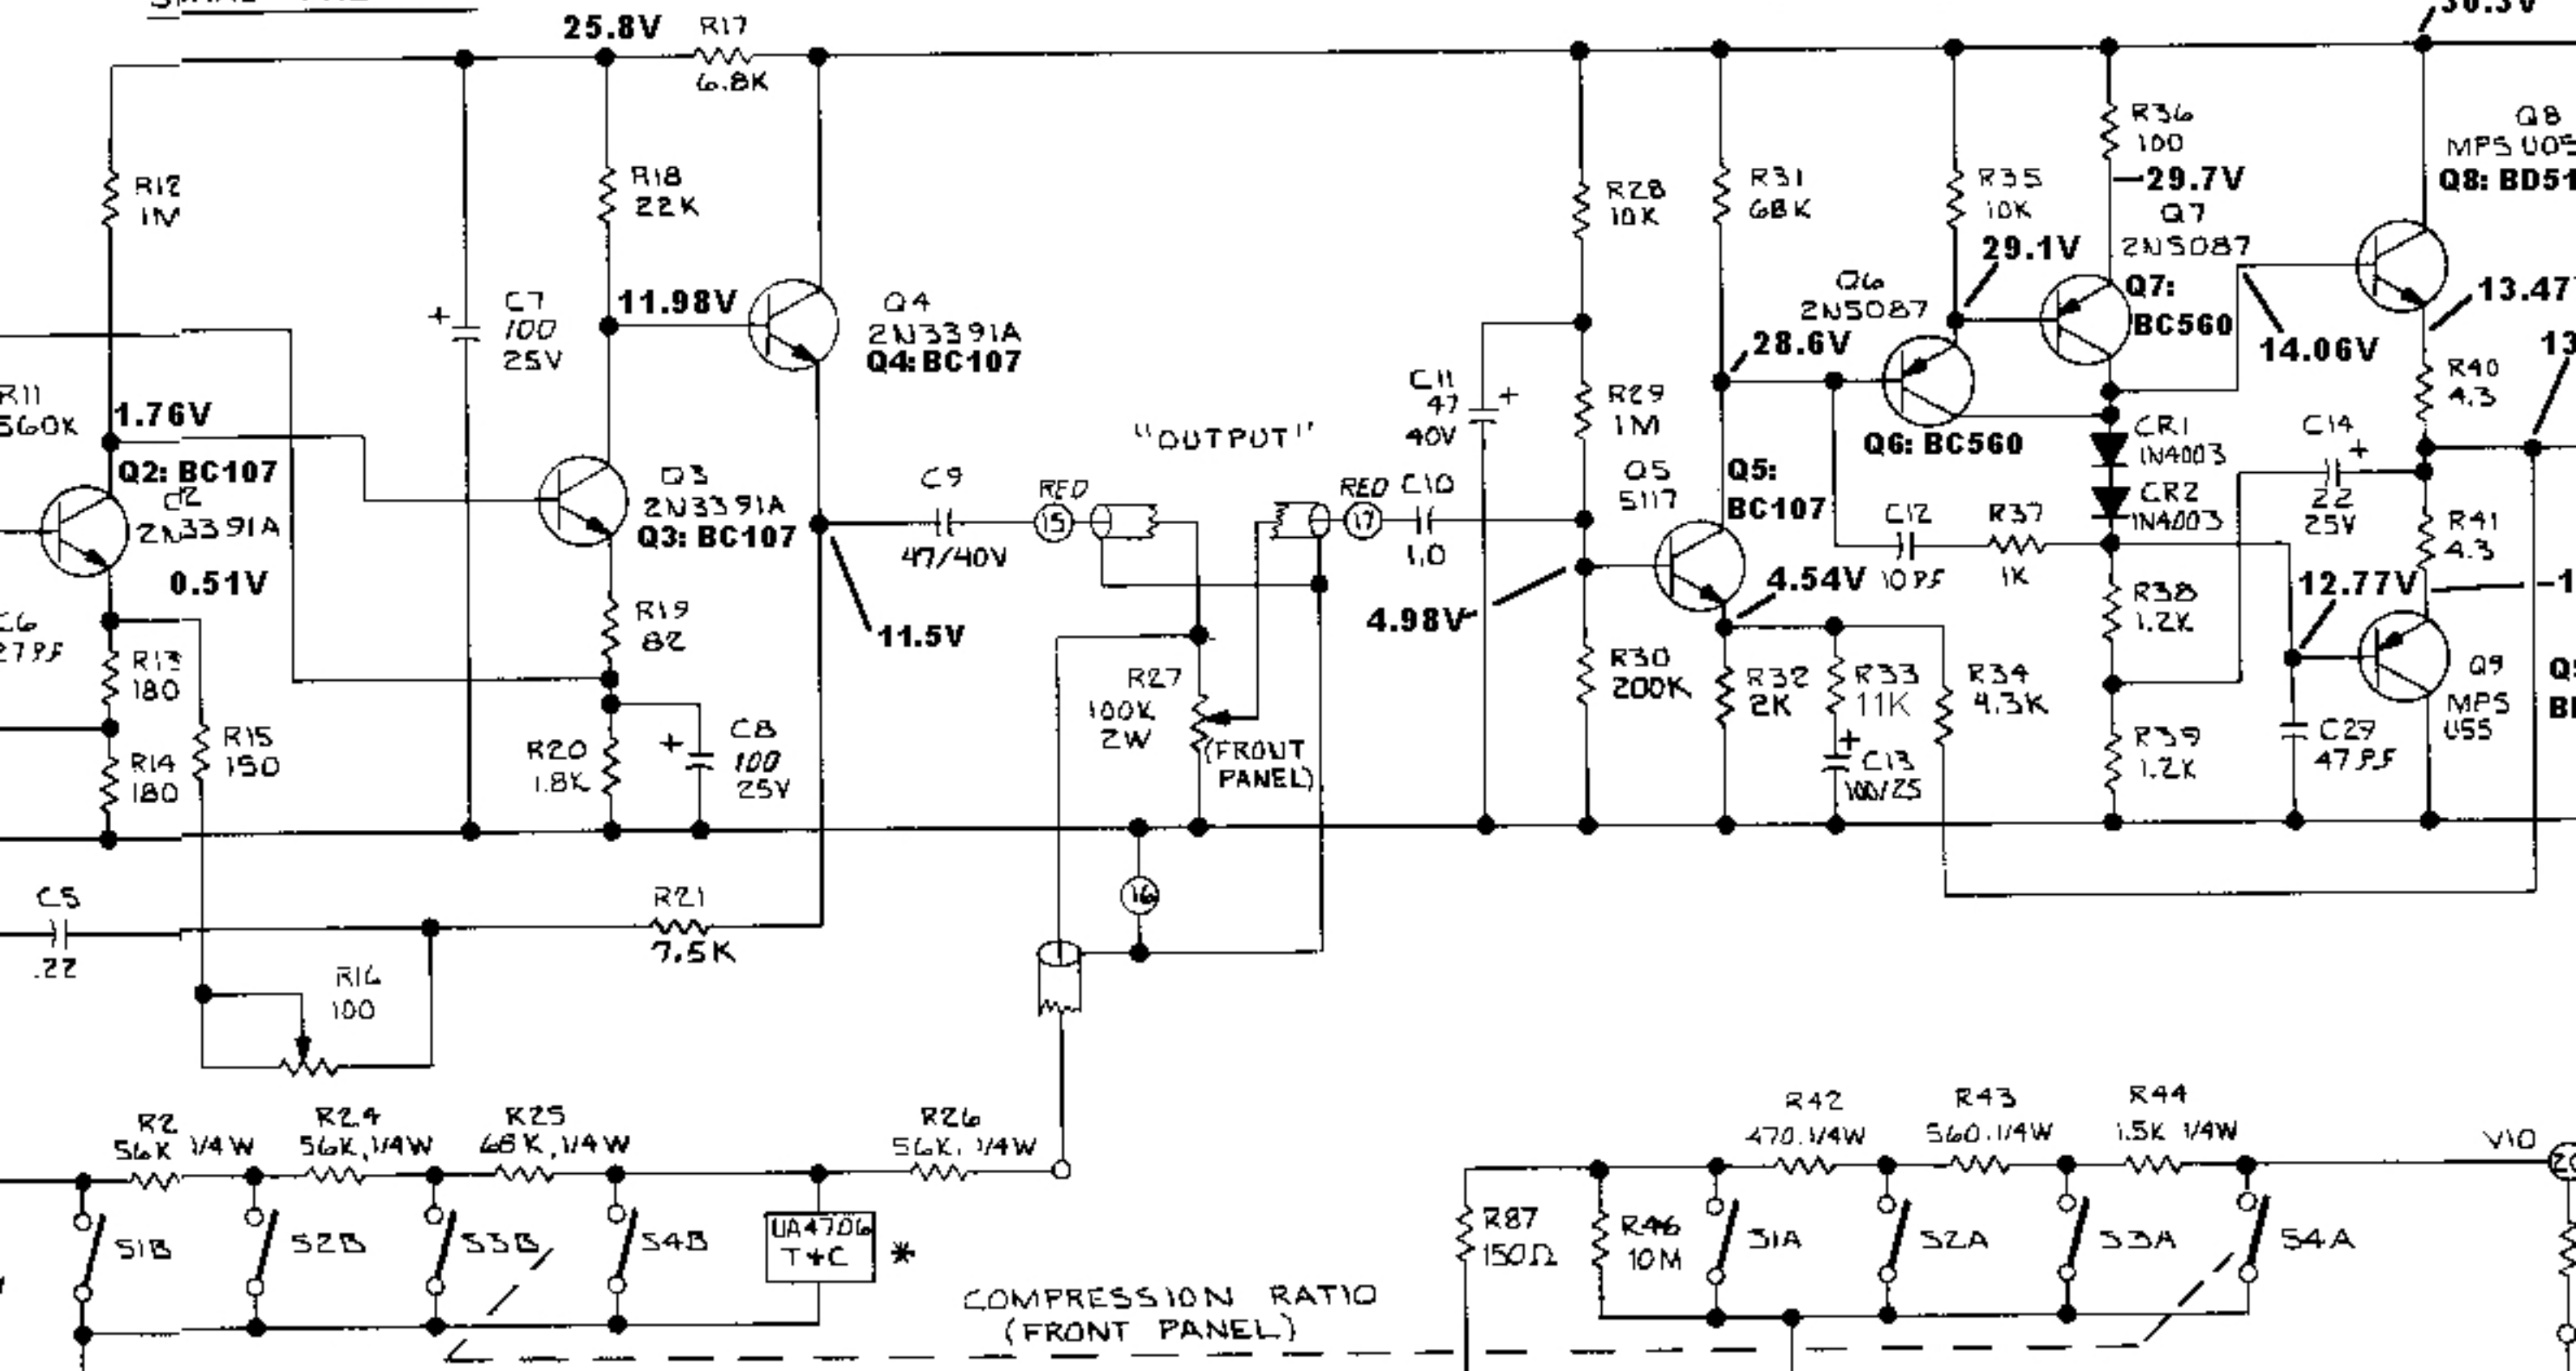 25.8V
R17
6.8K
R12
1M
R18
22K
C7
+
100
25V
11.98V
Q4
2N3391A
Q4: BC107
R11
560K
1.76V
Q2: BC107
2N3391A
0.51V
Q3
2N3391A
Q3: BC107
C9
47/40V
RED
15
"OUTPUT"
RED
17
C10
1.0
C11
47
40V
+
R28
10K
R29
1M
R31
68K
R35
10K
R36
100
29.7V
Q7
2N5087
Q7:
BC560
29.1V
Q6
2N5087
28.6V
Q6: BC560
Q8
14.06V
13.47
R40
4.3
CR1
1N4003
CR2
1N4003
C14
+
22
25V
R41
4.3
Q5
5117
Q5:
BC107
C12
10PF
R37
1K
4.54V
4.98V
12.77V
R38
1.2K
R39
1.2K
C29
47PF
Q9
MPS
U55
R30
200K
R32
2K
R33
11K
+
C13
100/25
R34
4.3K
R13
180
R14
180
R15
150
R19
82
R20
1.8K
+
C8
100
25V
11.5V
R27
100K
2W
(FRONT
PANEL)
16
C5
.22
R21
7.5K
R16
100
R2
56K 1/4W
R24
56K, 1/4W
R25
68K, 1/4W
R26
56K, 1/4W
S1B
S2B
S3B
S4B
UA4706
T+C
*
COMPRESSION RATIO
(FRONT PANEL)
R87
150Ω
R46
10M
R42
470.1/4W
R43
560.1/4W
R44
1.5K 1/4W
S1A
S2A
S3A
S4A
V10